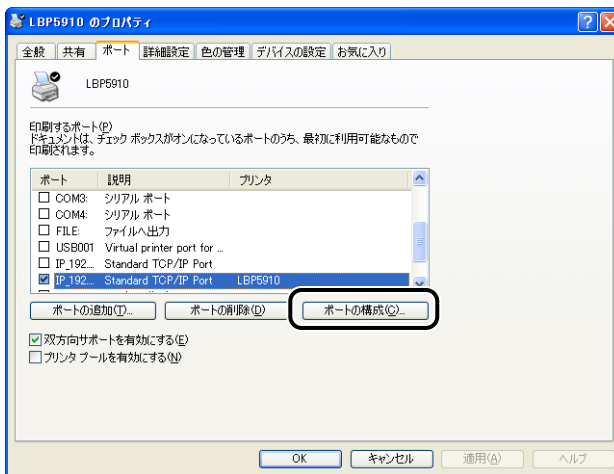 LBP5910 のプロパティ
全般 共有 ポート 詳細設定 色の管理 デバイスの設定 お気に入り
LBP5910
印刷するポート(P)
ドキュメントは、チェック ボックスがオンになっているポートのうち、最初に利用可能なもので
印刷されます。
ポート 説明 プリンタ
COM3: シリアル ポート
COM4: シリアル ポート
FILE: ファイルへ出力
USB001 Virtual printer port for ...
IP_192... Standard TCP/IP Port
IP_192... Standard TCP/IP Port LBP5910
ポートの追加(T)... ポートの削除(D) ポートの構成(C)...
双方向サポートを有効にする(E)
プリンタ プールを有効にする(N)
OK キャンセル 適用(A) ヘルプ